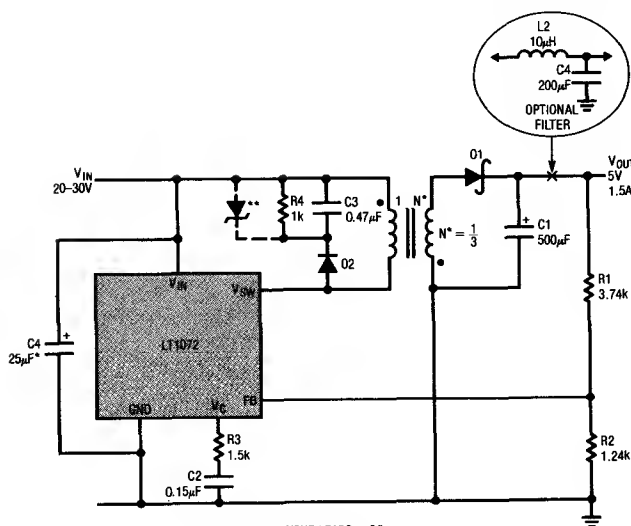 L2
10μH
C4
200μF
OPTIONAL
FILTER
VIN
20–30V
**
R4
1k
C3
0.47μF
D2
1 N*
N* = 1/3
D1
C1
500μF
+
VOUT
5V
1.5A
R1
3.74k
C4
25μF*
+
VIN
VSW
LT1072
GND
VC
FB
R3
1.5k
C2
0.15μF
R2
1.24k